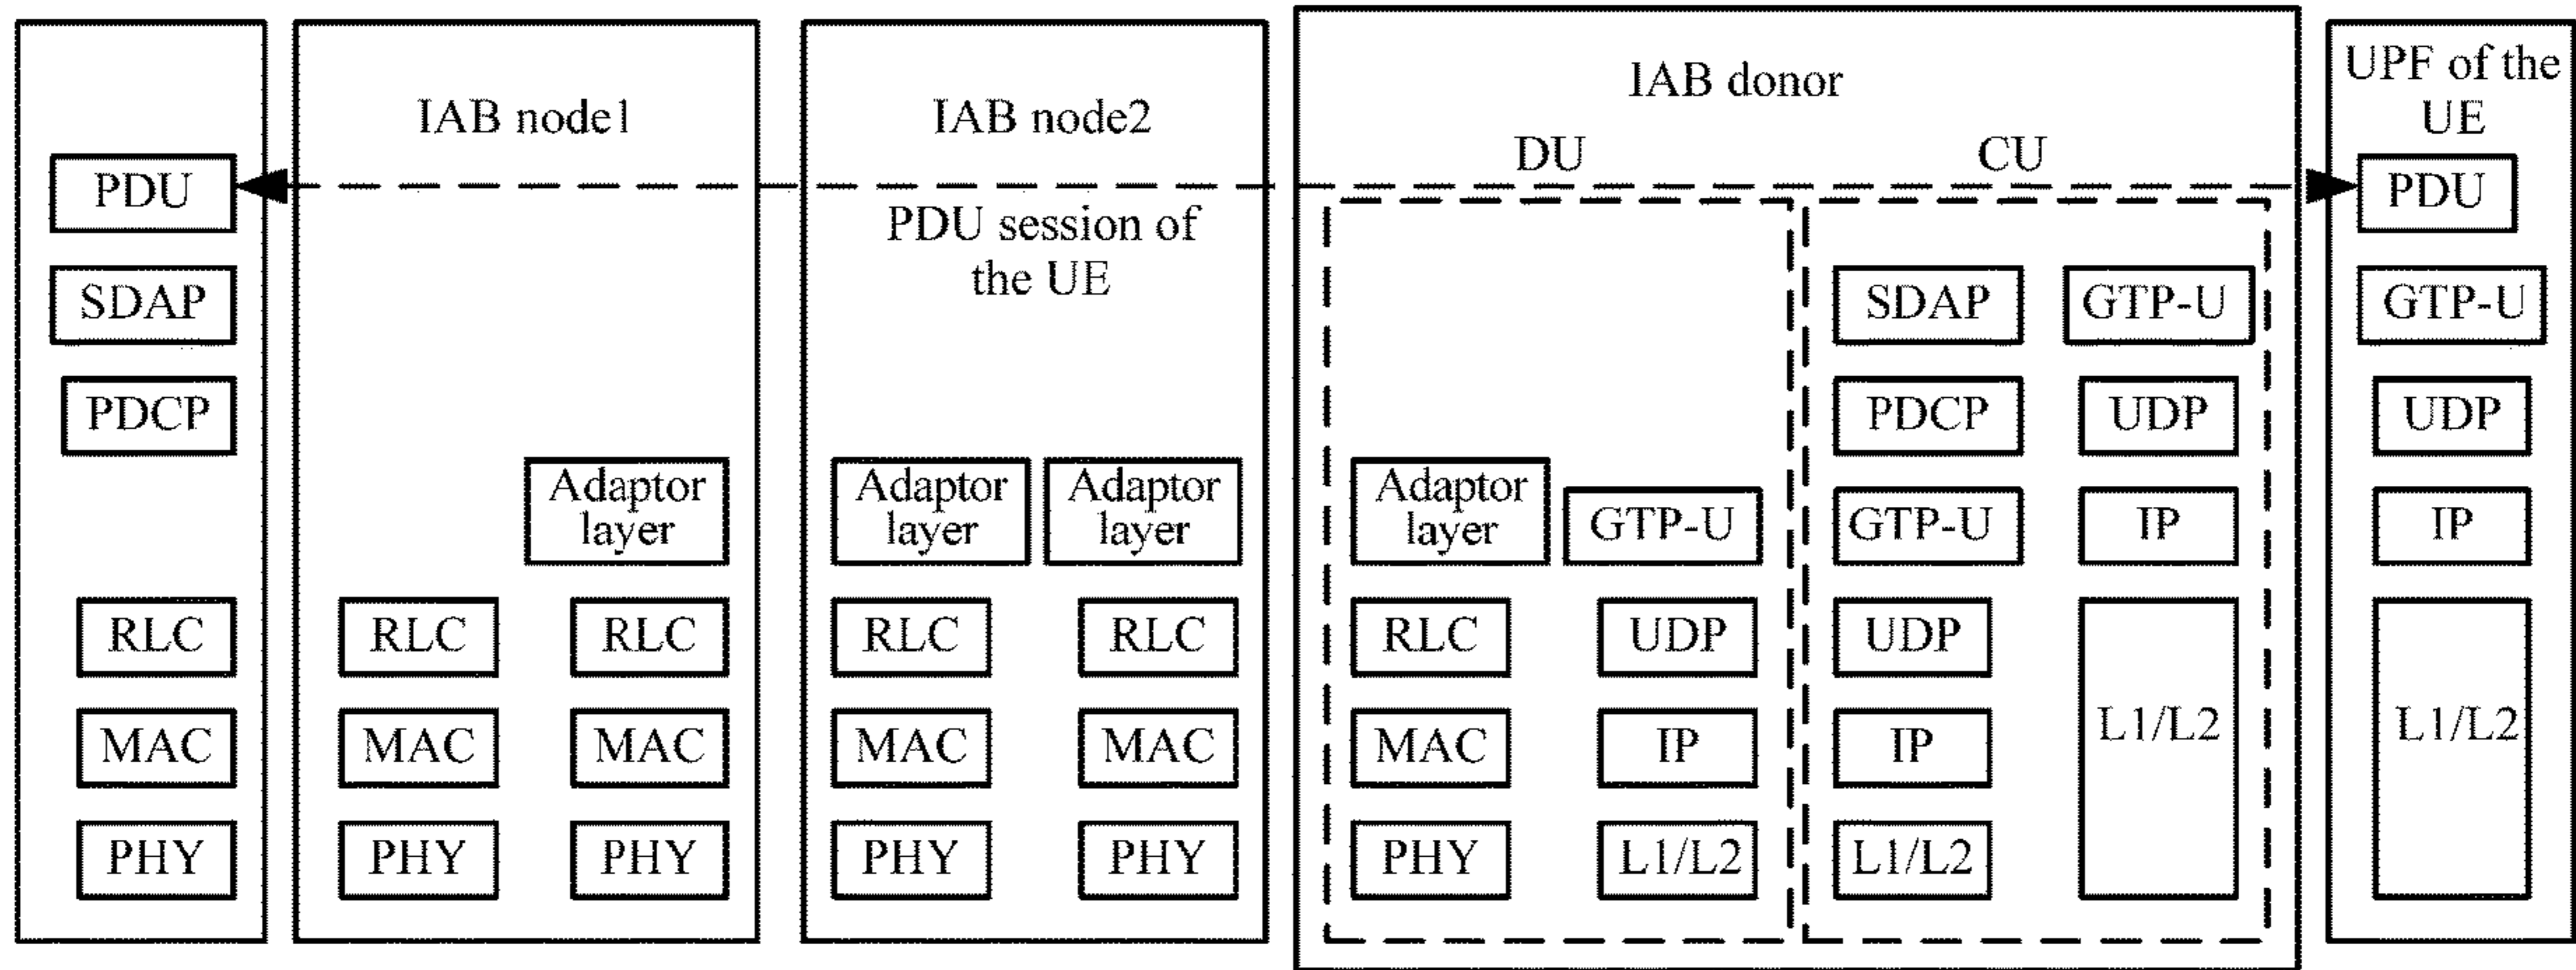 IAB node1
IAB node2
IAB donor
UPF of the
UE
DU
CU
PDU
PDU session of
the UE
PDU
SDAP
SDAP
GTP-U
GTP-U
PDCP
PDCP
UDP
UDP
Adaptor
layer
Adaptor
layer
Adaptor
layer
Adaptor
layer
GTP-U
GTP-U
IP
IP
RLC
RLC
RLC
RLC
RLC
RLC
UDP
UDP
L1/L2
L1/L2
MAC
MAC
MAC
MAC
MAC
MAC
IP
IP
PHY
PHY
PHY
PHY
PHY
PHY
L1/L2
L1/L2